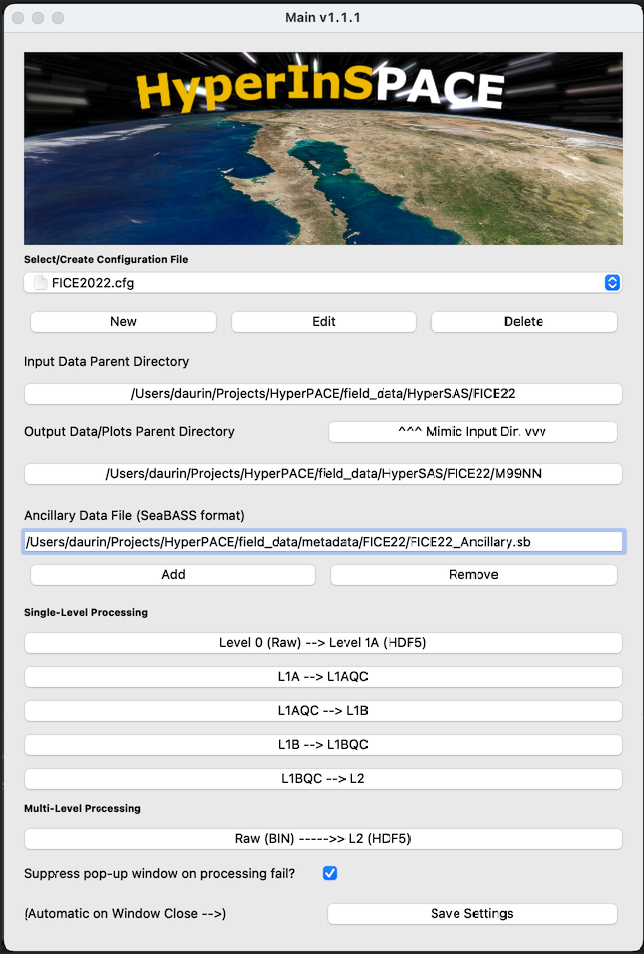 Main v1.1.1
HyperInSPACE
Select/Create Configuration File
FICE2022.cfg
New Edit Delete
Input Data Parent Directory
/Users/daurin/Projects/HyperPACE/field_data/HyperSAS/FICE22
Output Data/Plots Parent Directory ^^^ Mimic Input Dir. vvv
/Users/daurin/Projects/HyperPACE/field_data/HyperSAS/FICE22/M99NN
Ancillary Data File (SeaBASS format)
/Users/daurin/Projects/HyperPACE/field_data/metadata/FICE22/FICE22_Ancillary.sb
Add Remove
Single-Level Processing
Level 0 (Raw) --> Level 1A (HDF5)
L1A --> L1AQC
L1AQC --> L1B
L1B --> L1BQC
L1BQC --> L2
Multi-Level Processing
Raw (BIN) ----->> L2 (HDF5)
Suppress pop-up window on processing fail?
(Automatic on Window Close -->) Save Settings